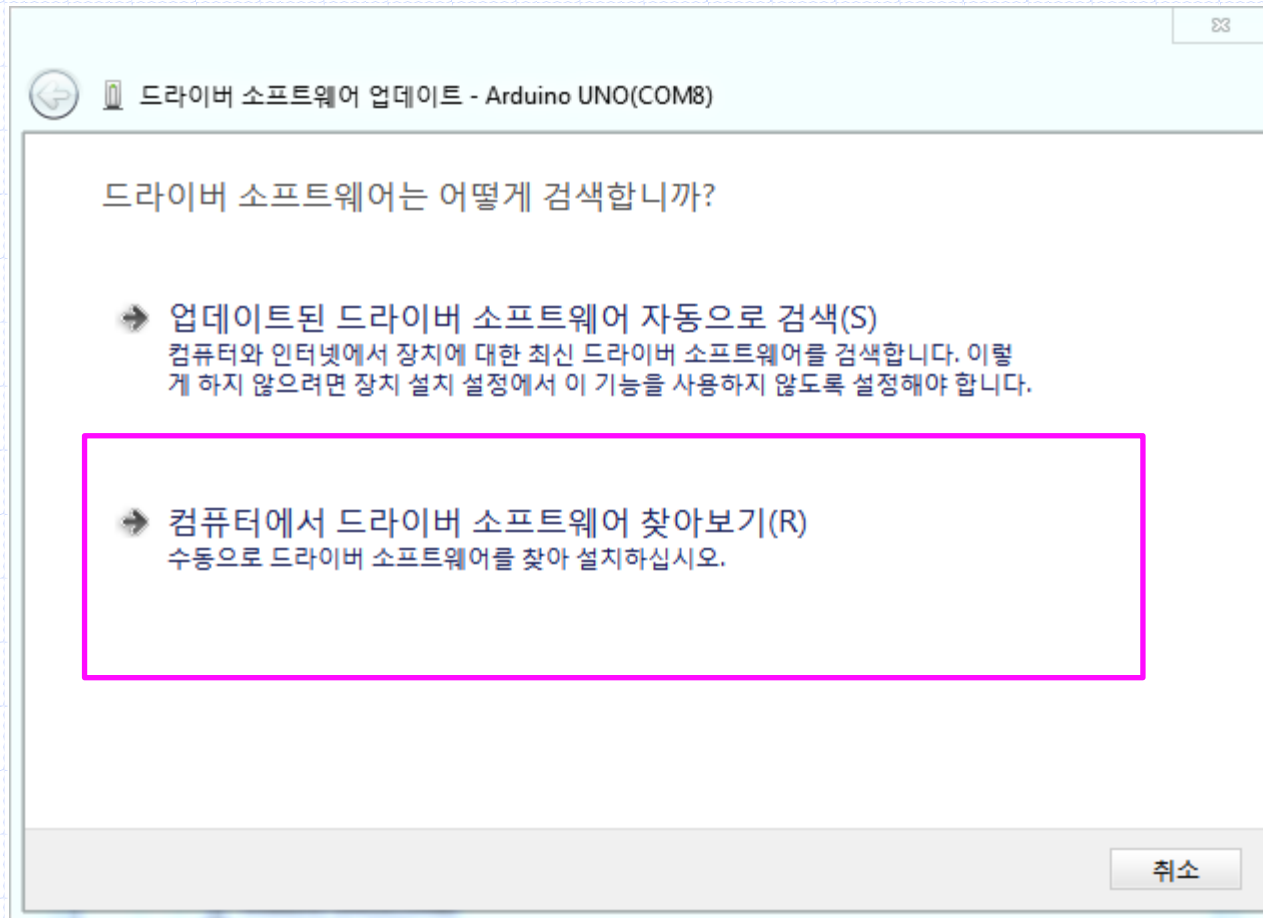 드라이버 소프트웨어 업데이트 - Arduino UNO(COM8)
드라이버 소프트웨어는 어떻게 검색합니까?
업데이트된 드라이버 소프트웨어 자동으로 검색(S)
컴퓨터와 인터넷에서 장치에 대한 최신 드라이버 소프트웨어를 검색합니다. 이렇
게 하지 않으려면 장치 설치 설정에서 이 기능을 사용하지 않도록 설정해야 합니다.
컴퓨터에서 드라이버 소프트웨어 찾아보기(R)
수동으로 드라이버 소프트웨어를 찾아 설치하십시오.
취소